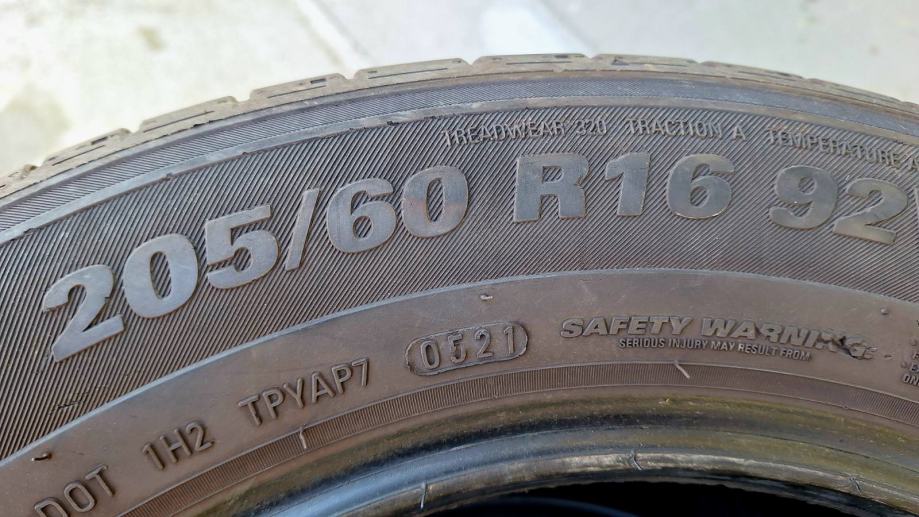 TREADWEAR 320 TRACTION A TEMPERATURE A
205/60 R16 92
DOT 1H2 TPYAP7 0521
SAFETY WARNING
SERIOUS INJURY MAY RESULT FROM